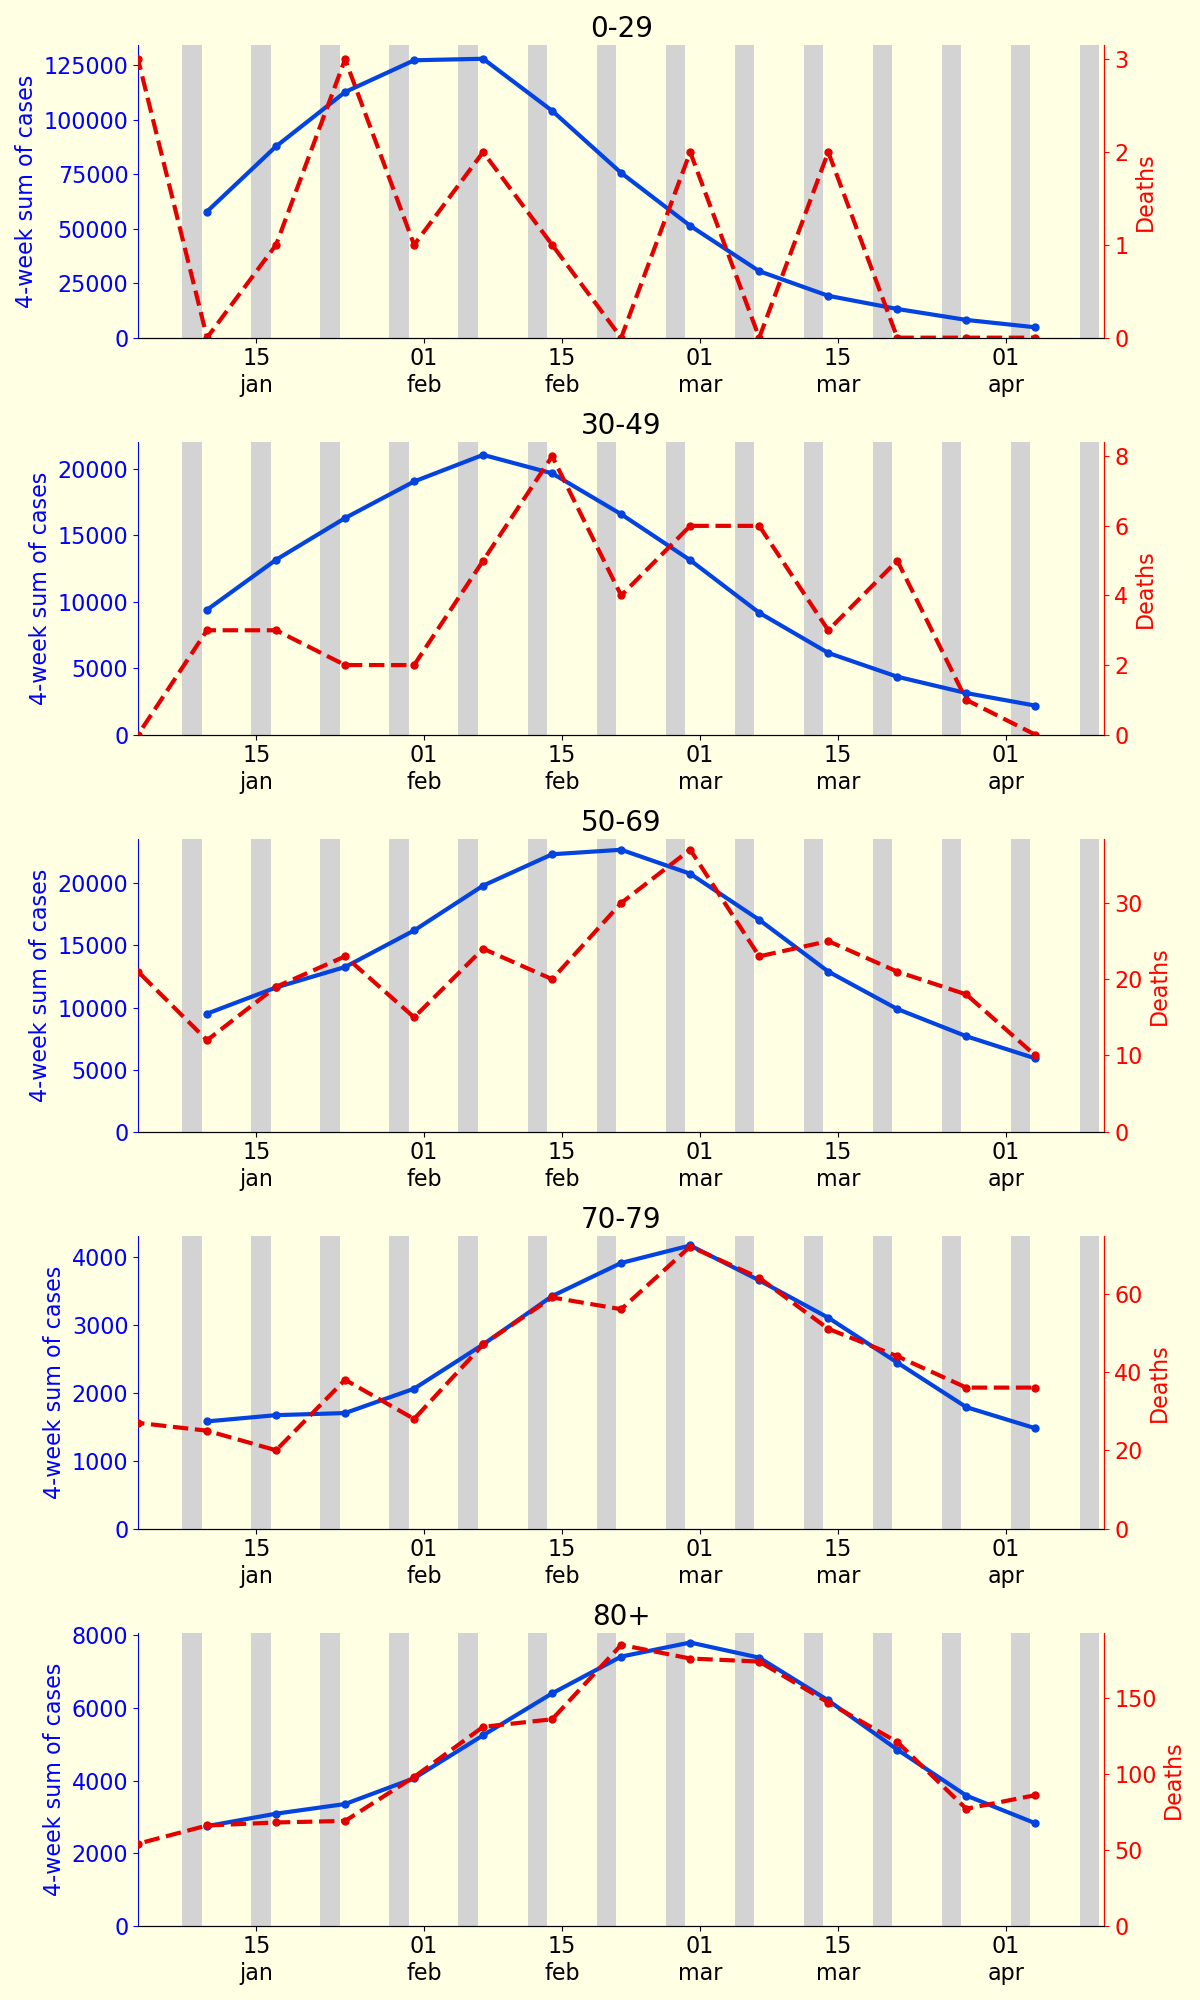 0-29
4-week sum of cases
125000
100000
75000
50000
25000
0
3
2
1
0
Deaths
15 jan
01 feb
15 feb
01 mar
15 mar
01 apr
30-49
4-week sum of cases
20000
15000
10000
5000
0
8
6
4
2
0
Deaths
15 jan
01 feb
15 feb
01 mar
15 mar
01 apr
50-69
4-week sum of cases
20000
15000
10000
5000
0
30
20
10
0
Deaths
15 jan
01 feb
15 feb
01 mar
15 mar
01 apr
70-79
4-week sum of cases
4000
3000
2000
1000
0
60
40
20
0
Deaths
15 jan
01 feb
15 feb
01 mar
15 mar
01 apr
80+
4-week sum of cases
8000
6000
4000
2000
0
150
100
50
0
Deaths
15 jan
01 feb
15 feb
01 mar
15 mar
01 apr